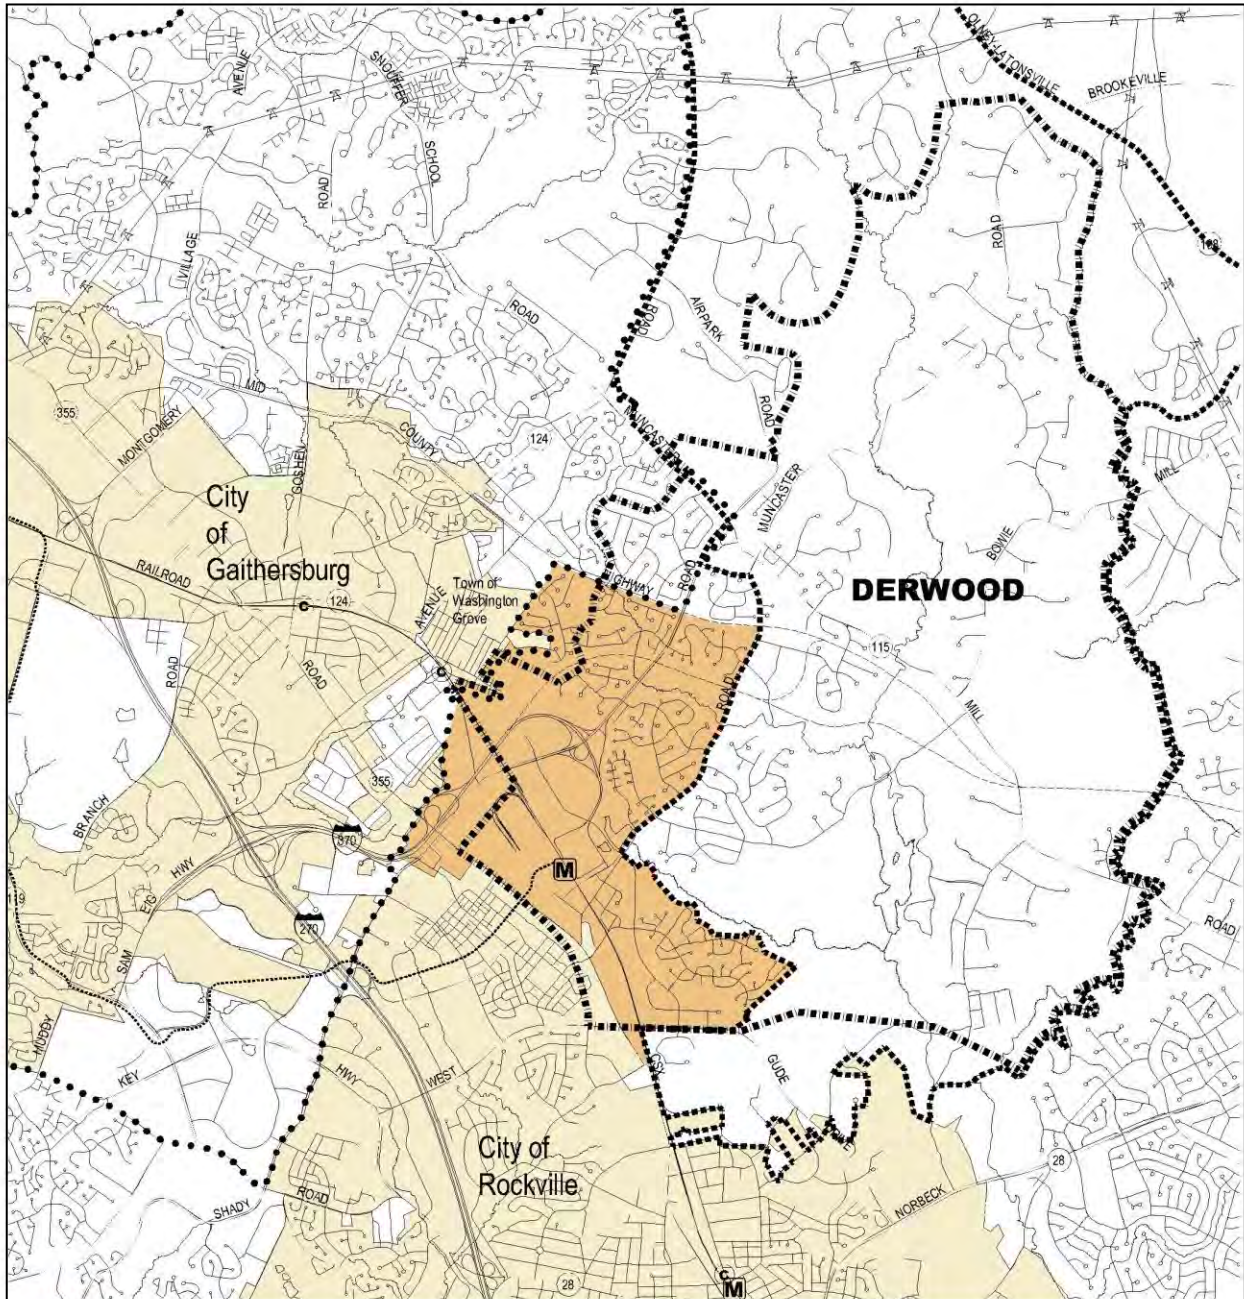 OLNEY-LAYTONSVILLE
BROOKEVILLE
AVENUE
SNOUFFER
SCHOOL
ROAD
ROAD
108
VILLAGE
ROAD
ROAD
AIRPARK
ROAD
MID
COUNTY
355
MONTGOMERY
124
MUNCASTER
GOSHEN
MUNCASTER
MILL
City
of
Gaithersburg
BOWIE
RAILROAD
C
124
AVENUE
Town of
Washington
Grove
HIGHWAY
ROAD
DERWOOD
115
C
ROAD
ROAD
ROAD
MILL
355
BRANCH
370
HWY
M
BIG
119
270
SAM
ROAD
MUDDY
KEY
HWY
WEST
CSX
GUDE
City of
Rockville
28
SHADY
ROAD
NORBECK
28
C
M